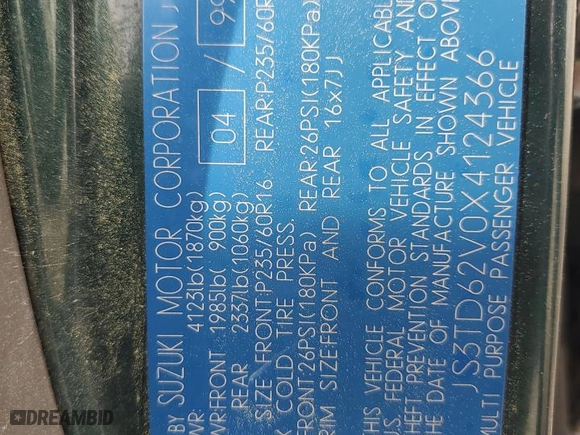 BY SUZUKI MOTOR CORPORATION J
04 / 99
WR: 4123lb(1870kg)
WR:FRONT 1985lb( 900kg)
REAR 2337lb(1060kg)
SIZE FRONT:P235/60R16. REAR:P235/60R
COLD TIRE PRESS.
FRONT:26PSI(180KPa) REAR:26PSI(180KPa)
RIM SIZE:FRONT AND REAR 16x7JJ
THIS VEHICLE CONFORMS TO ALL APPLICABLE
U.S. FEDERAL MOTOR VEHICLE SAFETY AND
THEFT PREVENTION STANDARDS IN EFFECT O
THE DATE OF MANUFACTURE SHOWN ABOVE
JS3TD62V0X4124366
MULTI PURPOSE PASSENGER VEHICLE
DREAMBID